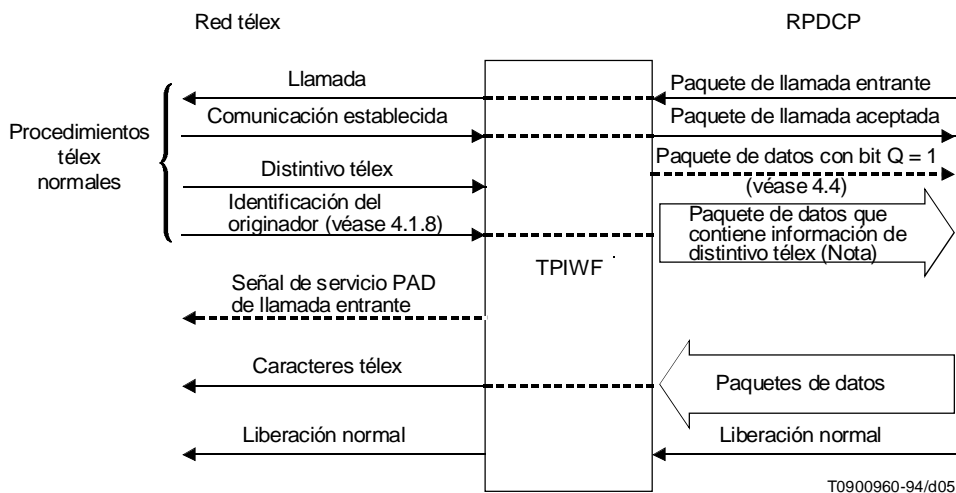 Red télex
RPDCP
Llamada
Paquete de llamada entrante
Comunicación establecida
Paquete de llamada aceptada
Procedimientos
télex
normales
Paquete de datos con bit Q = 1
(véase 4.4)
Distintivo télex
Identificación del
originador (véase 4.1.8)
Paquete de datos que
contiene información de
distintivo télex (Nota)
TPIWF
Señal de servicio PAD
de llamada entrante
Caracteres télex
Paquetes de datos
Liberación normal
Liberación normal
T0900960-94/d05